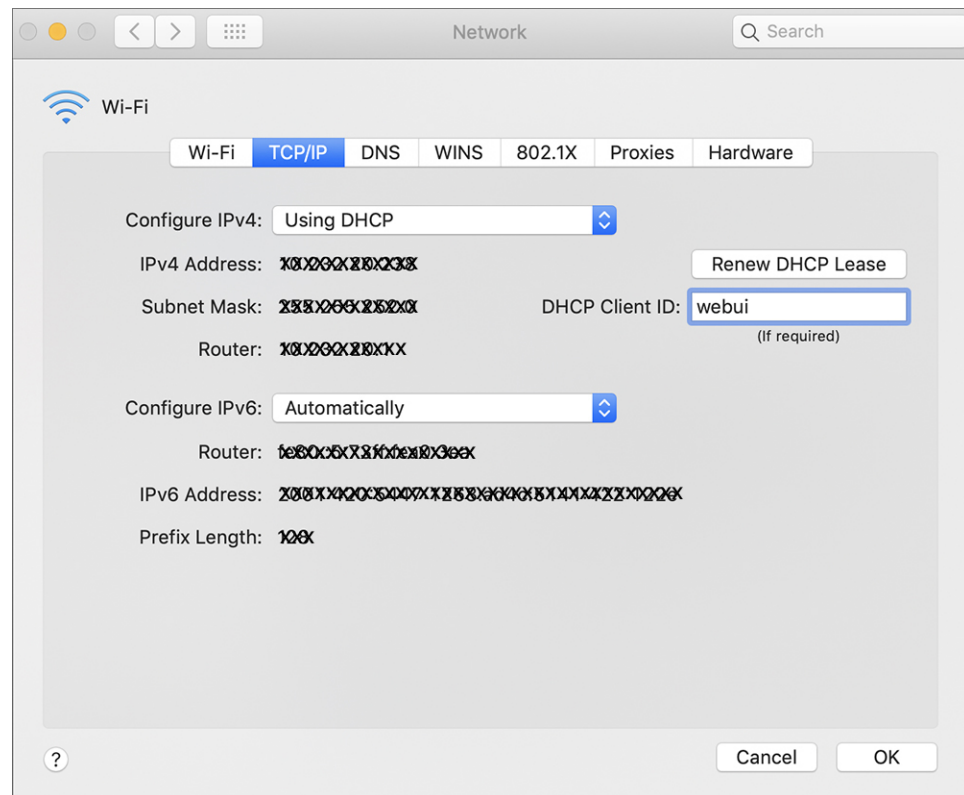 Network
Search
Wi-Fi
Wi-Fi TCP/IP DNS WINS 802.1X Proxies Hardware
Configure IPv4: Using DHCP
IPv4 Address:
Renew DHCP Lease
Subnet Mask:
DHCP Client ID: webui
(If required)
Router:
Configure IPv6: Automatically
Router:
IPv6 Address:
Prefix Length:
?
Cancel OK